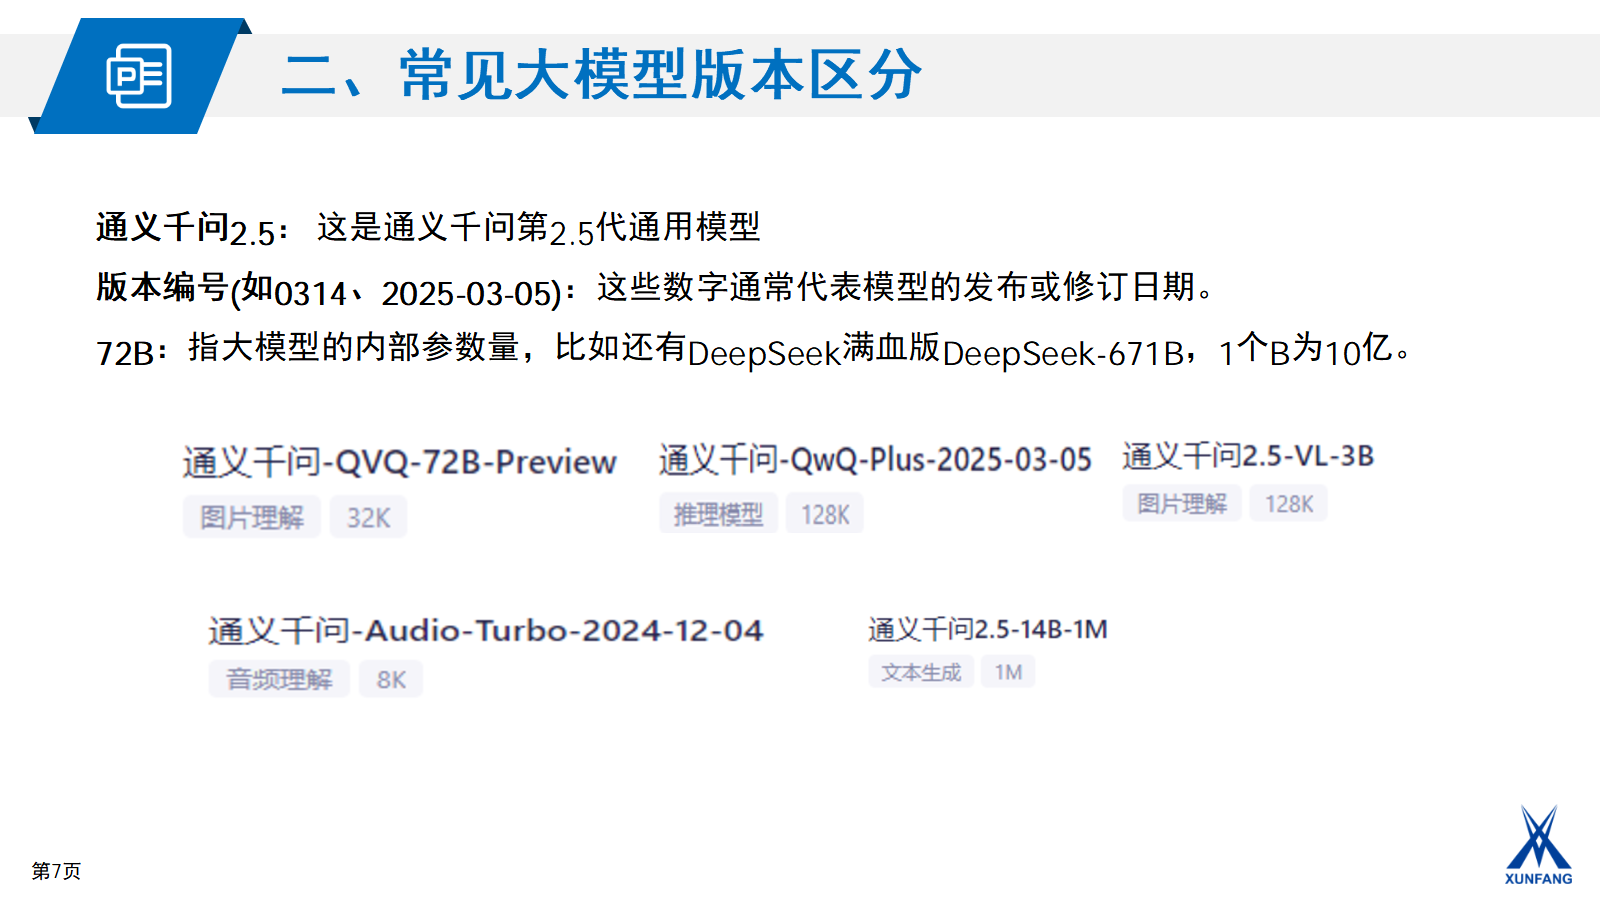 二、常见大模型版本区分
通义千问2.5： 这是通义千问第2.5代通用模型
版本编号(如0314、2025-03-05)：这些数字通常代表模型的发布或修订日期。
72B：指大模型的内部参数量，比如还有DeepSeek满血版DeepSeek-671B，1个B为10亿。
通义千问-QVQ-72B-Preview
图片理解 32K
通义千问-QwQ-Plus-2025-03-05
推理模型 128K
通义千问2.5-VL-3B
图片理解 128K
通义千问-Audio-Turbo-2024-12-04
音频理解 8K
通义千问2.5-14B-1M
文本生成 1M
第7页
XUNFANG